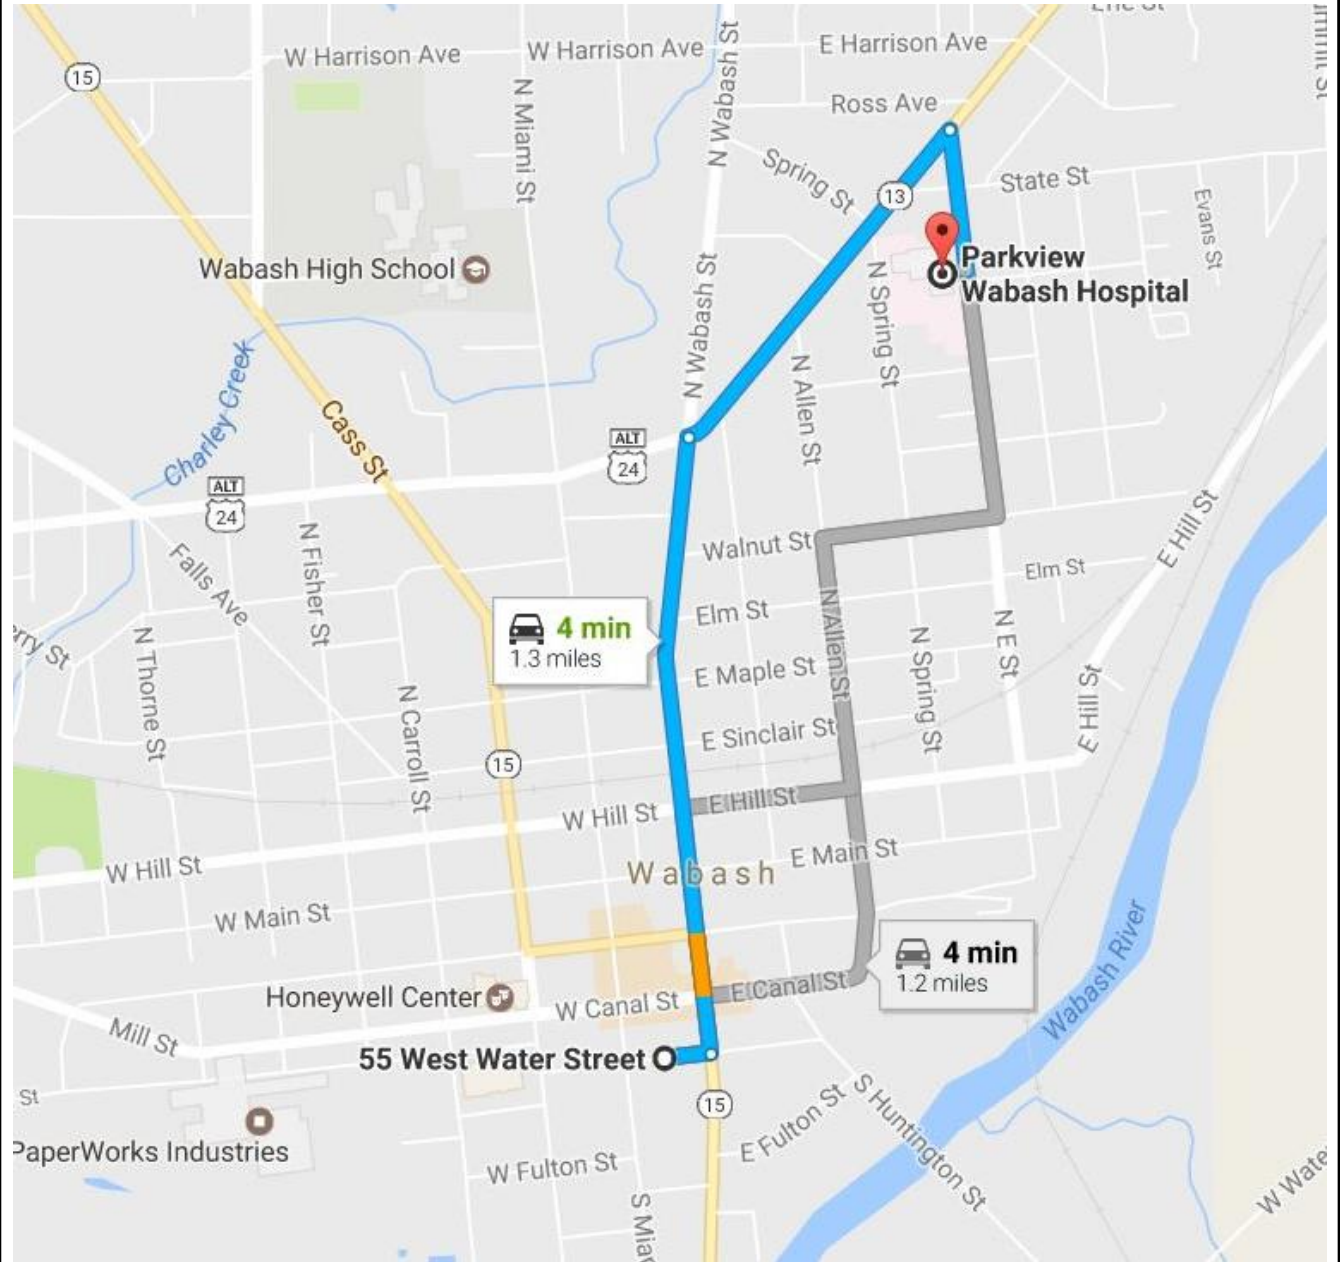 Erie St
W Harrison Ave
W Harrison Ave
E Harrison Ave
15
N Miami St
N Wabash St
Ross Ave
Spring St
13
State St
Evans St
Wabash High School
Parkview
Wabash Hospital
N Wabash St
N Spring St
Charley Creek
Cass St
N Allen St
ALT
24
ALT
24
E Hill St
N Fisher St
Falls Ave
Walnut St
Elm St
4 min
1.3 miles
Elm St
N Allen St
N E St
N Thorne St
E Maple St
N Spring St
E Hill St
N Carroll St
E Sinclair St
15
E Hill St
W Hill St
W Hill St
Wabash
E Main St
W Main St
4 min
1.2 miles
Wabash River
Honeywell Center
W Canal St
E Canal St
Mill St
55 West Water Street
St
15
E Fulton St
S Huntington St
PaperWorks Industries
W Fulton St
S Miar
W Wate